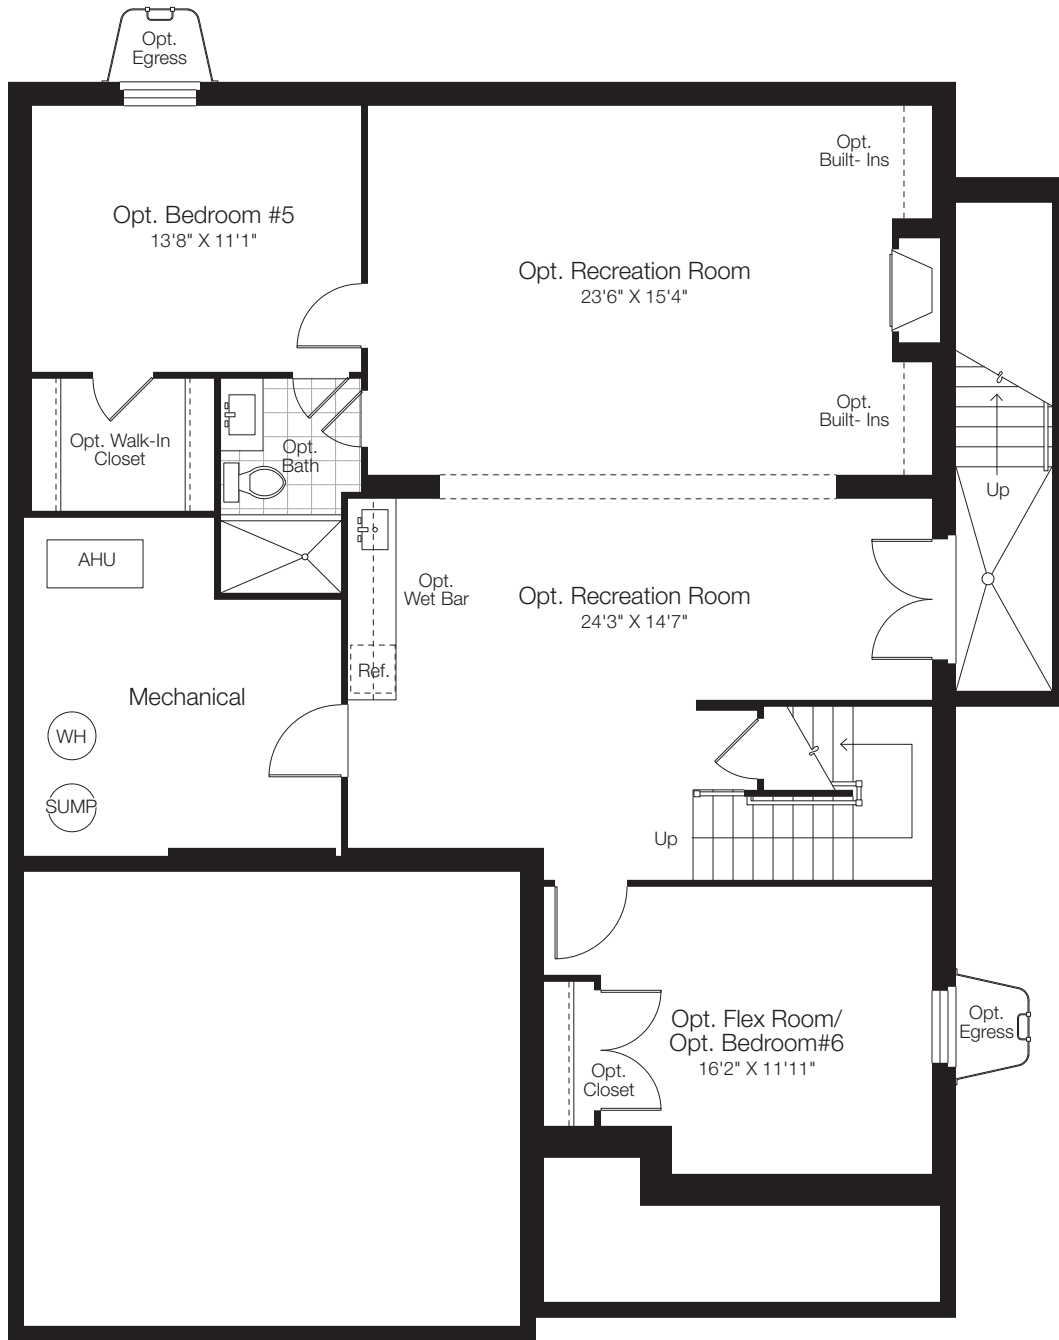 Opt.
Egress
Opt.
Built- Ins
Opt. Bedroom #5
13'8" X 11'1"
Opt. Recreation Room
23'6" X 15'4"
Opt.
Built- Ins
Opt. Walk-In
Closet
Opt.
Bath
Up
AHU
Opt.
Wet Bar
Opt. Recreation Room
24'3" X 14'7"
Ref.
Mechanical
WH
SUMP
Up
Opt. Flex Room/
Opt. Bedroom#6
16'2" X 11'11"
Opt.
Egress
Opt.
Closet